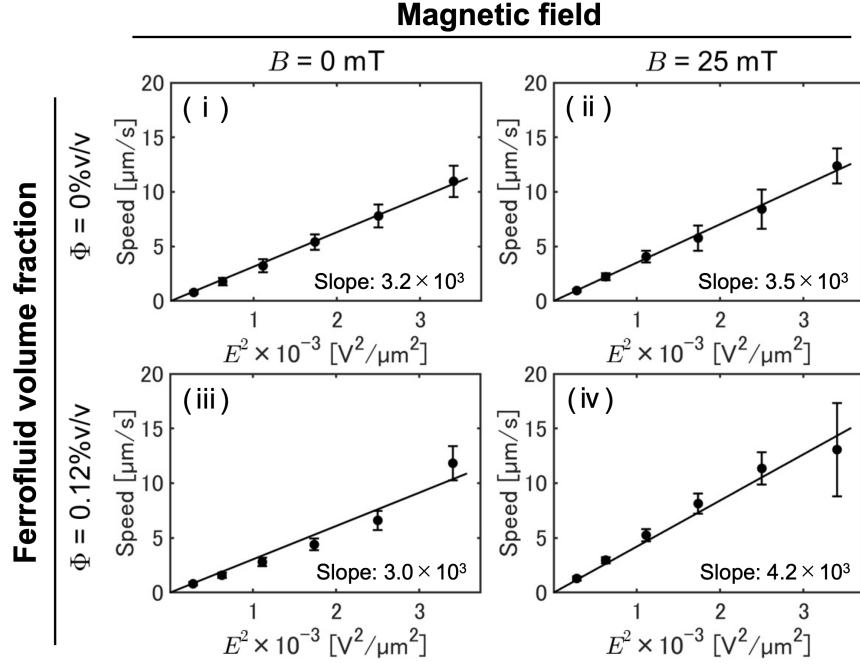 Magnetic field
B = 0 mT
B = 25 mT
Ferrofluid volume fraction
Φ = 0%v/v
(i)
Speed [µm/s]
20
15
10
5
0
1 2 3
Slope: 3.2×10³
E²×10⁻³ [V²/µm²]
(ii)
Speed [µm/s]
20
15
10
5
0
1 2 3
Slope: 3.5×10³
E²×10⁻³ [V²/µm²]
Φ = 0.12%v/v
(iii)
Speed [µm/s]
20
15
10
5
0
1 2 3
Slope: 3.0×10³
E²×10⁻³ [V²/µm²]
(iv)
Speed [µm/s]
20
15
10
5
0
1 2 3
Slope: 4.2×10³
E²×10⁻³ [V²/µm²]